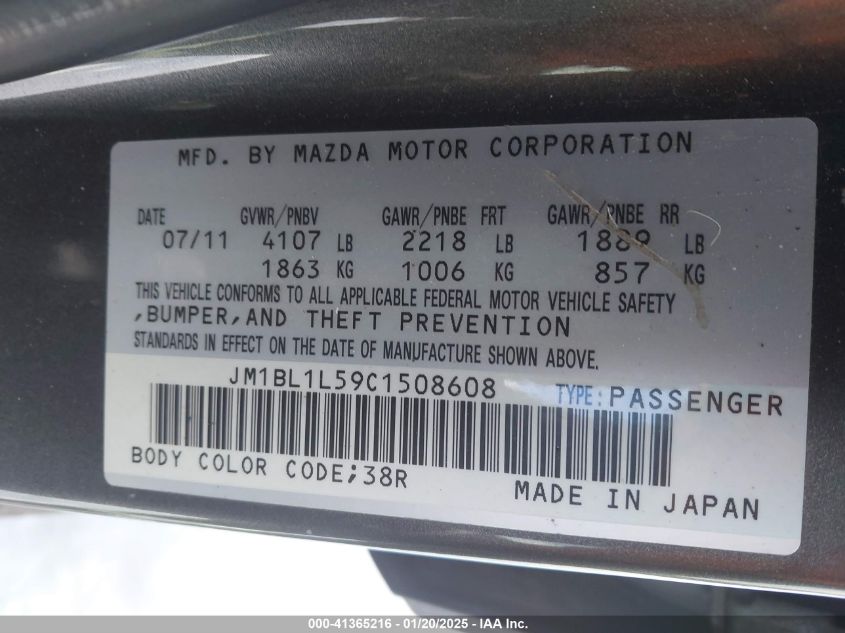 MFD. BY MAZDA MOTOR CORPORATION
DATE GVWR/PNBV GAWR/PNBE FRT GAWR/PNBE RR
07/11 4107 LB 2218 LB 1889 LB
1863 KG 1006 KG 857 KG
THIS VEHICLE CONFORMS TO ALL APPLICABLE FEDERAL MOTOR VEHICLE SAFETY
,BUMPER,AND THEFT PREVENTION
STANDARDS IN EFFECT ON THE DATE OF MANUFACTURE SHOWN ABOVE.
JM1BL1L59C1508608 TYPE:PASSENGER
BODY COLOR CODE;38R MADE IN JAPAN
000-41365216 - 01/20/2025 - IAA Inc.